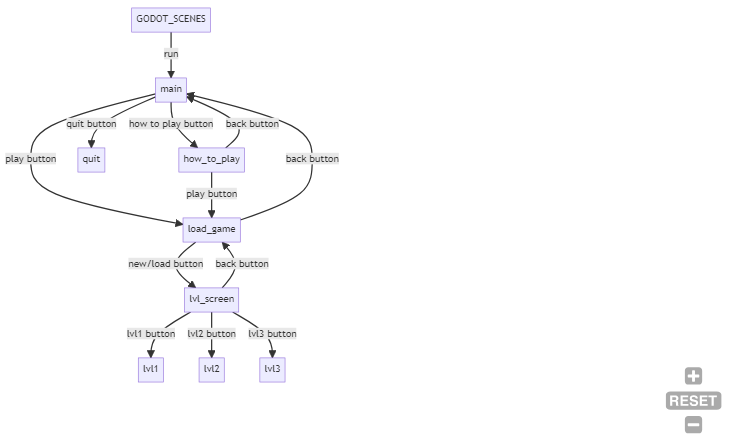 GODOT_SCENES
run
main
quit button
how to play button
back button
play button
quit
how_to_play
back button
play button
load_game
new/load button
back button
lvl_screen
lvl1 button
lvl2 button
lvl3 button
lvl1
lvl2
lvl3
RESET